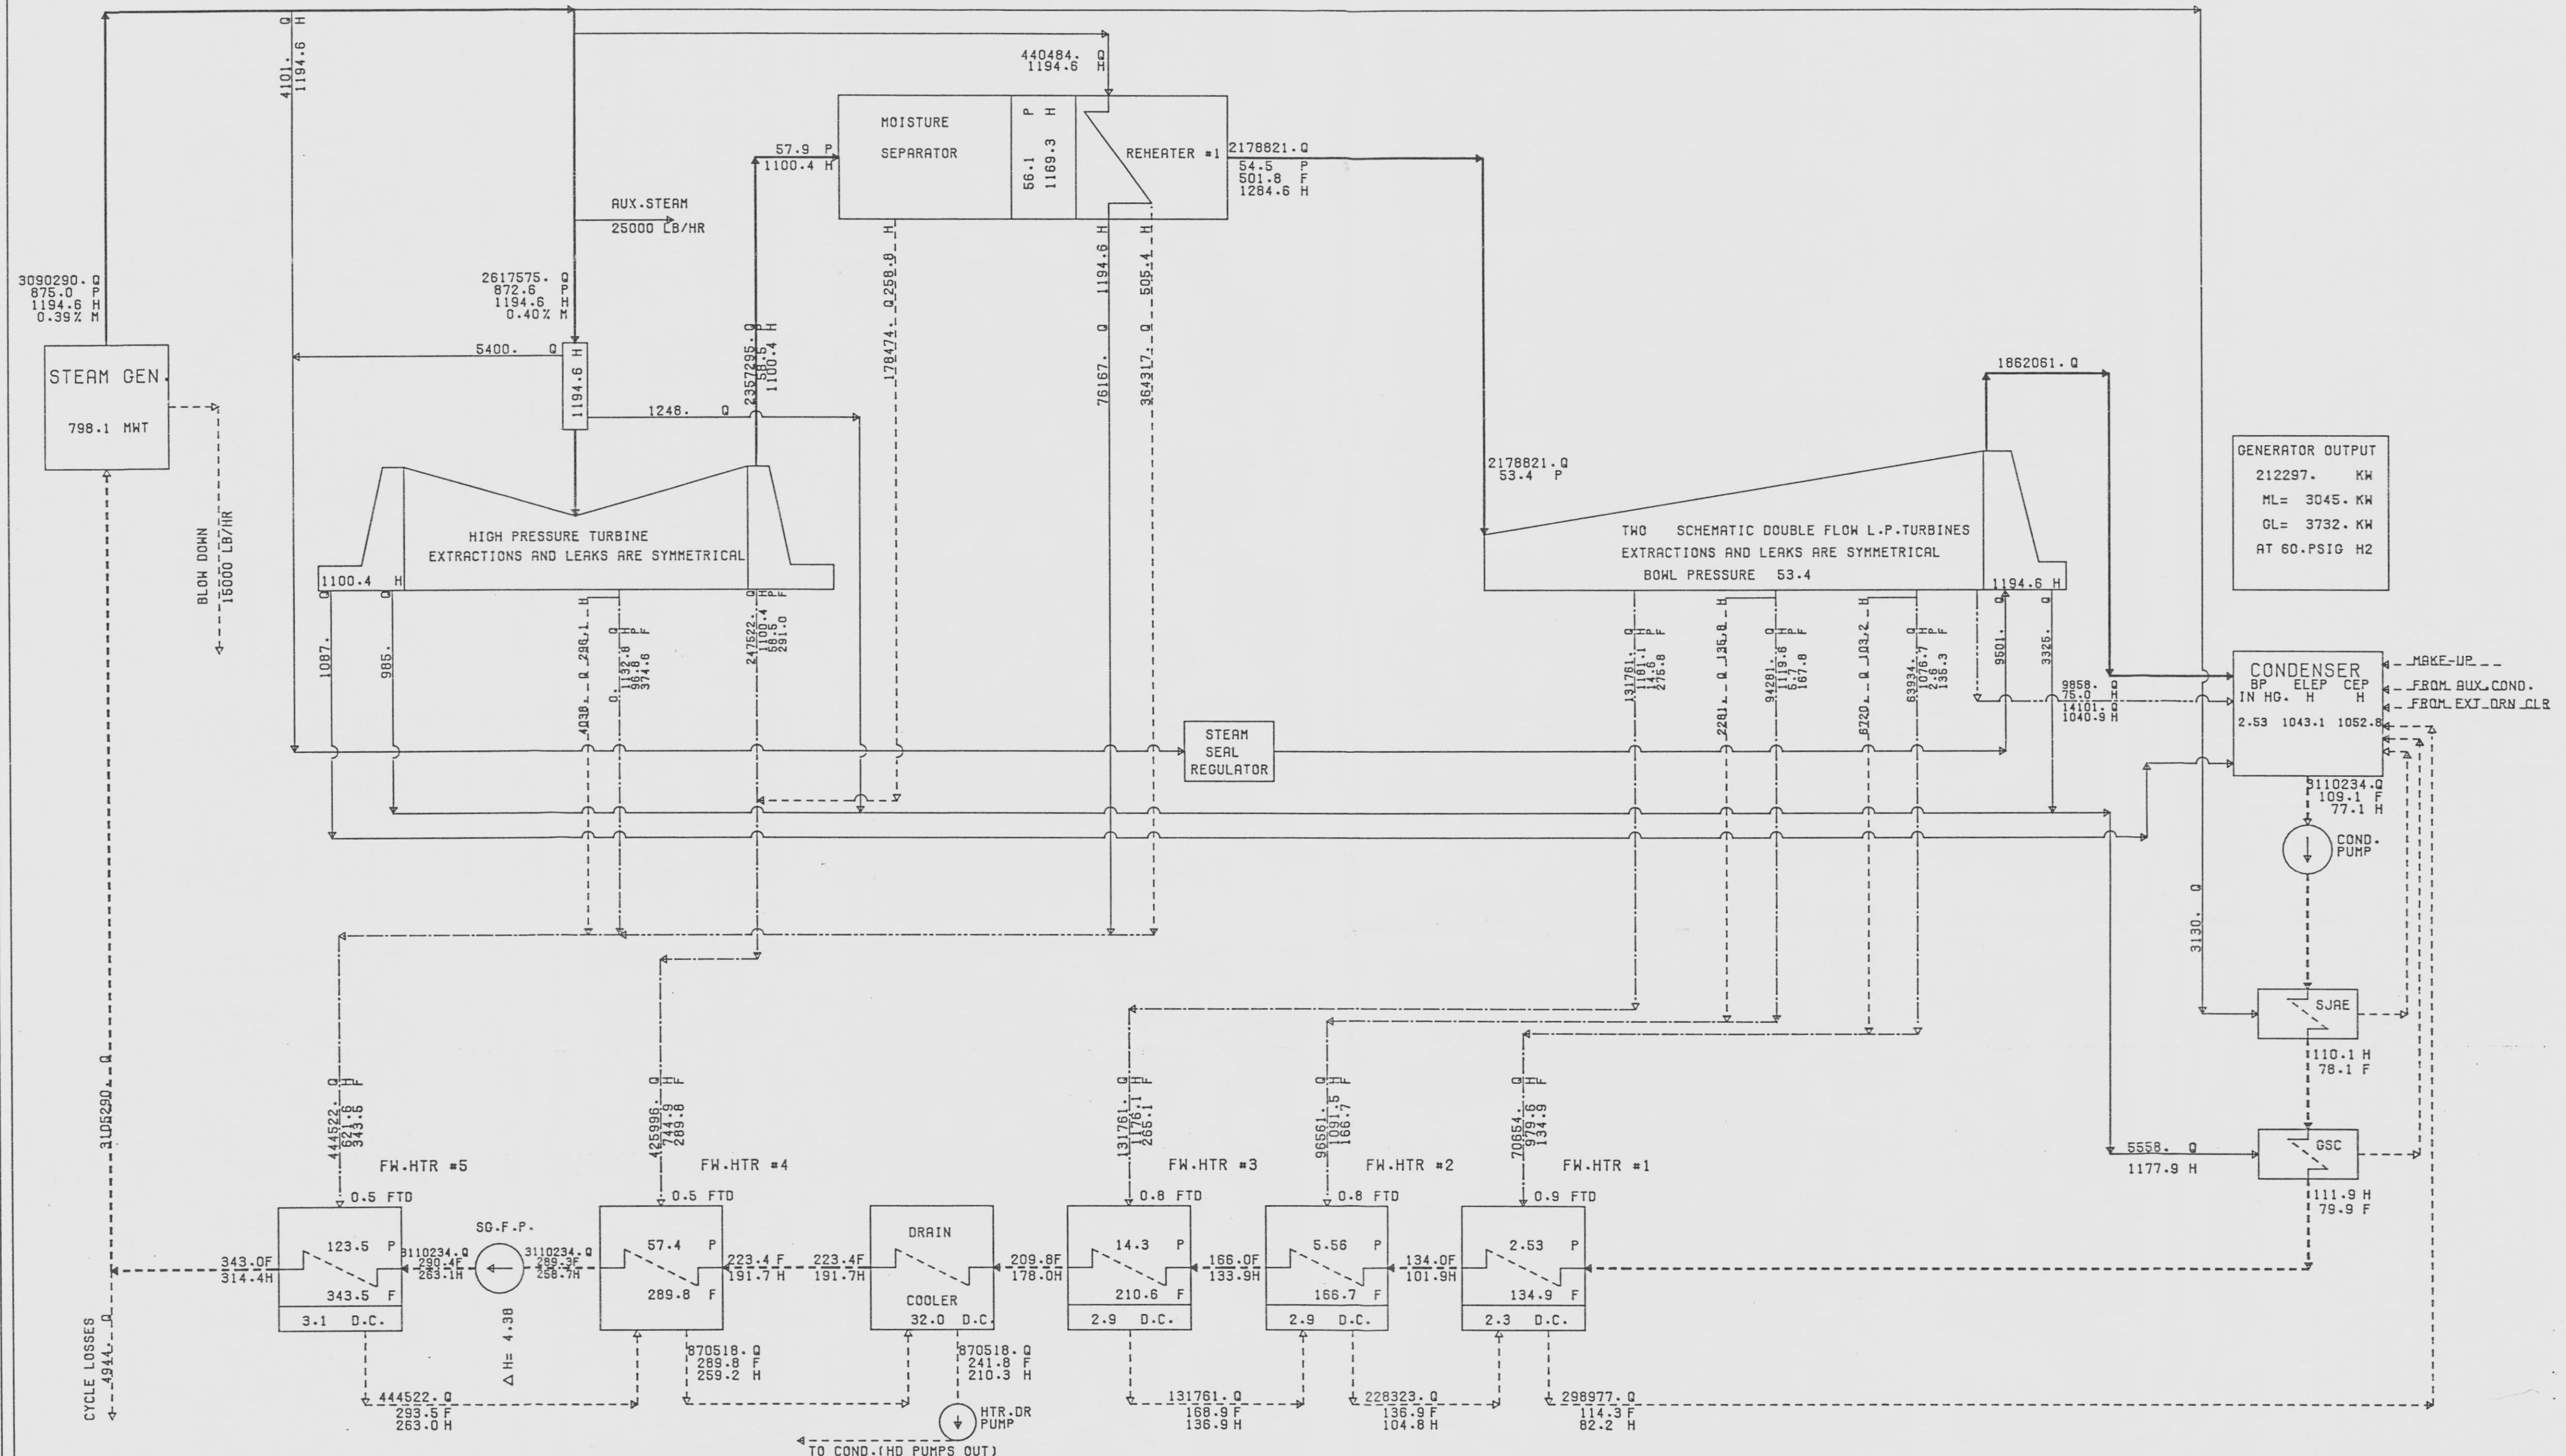 Q
H
4101.
1194.6
440484. Q
1194.6 H
MOISTURE
SEPARATOR
56.1 P
1169.3 H
REHEATER #1
57.9 P
1100.4 H
2178821.Q
54.5 P
501.8 F
1284.6 H
AUX.STEAM
25000 LB/HR
3090290.Q
875.0 P
1194.6 H
0.39% M
2617575. Q
872.6 P
1194.6 H
0.40% M
STEAM GEN.
798.1 MWT
BLOW DOWN
15000 LB/HR
5400. Q
1194.6 H
1248. Q
2357295. Q
58.5 P
1100.4 H
178474. Q 258.8 H
76167. Q 1194.6 H
364317. Q 505.4 H
HIGH PRESSURE TURBINE
EXTRACTIONS AND LEAKS ARE SYMMETRICAL
1100.4 H
1087. Q
985. Q
4038. Q 296.1 H
0. Q
1132.8 H
96.8 P
374.6 F
247522. Q
1100.4 H
58.5 P
291.0 F
2178821.Q
53.4 P
1862061.Q
TWO SCHEMATIC DOUBLE FLOW L.P.TURBINES
EXTRACTIONS AND LEAKS ARE SYMMETRICAL
BOWL PRESSURE 53.4
1194.6 H
131761. Q
1181.1 H
14.6 P
275.8 F
2281. Q 135.8 H
94281. Q
1119.6 H
5.7 P
167.8 F
6720. Q 103.2 H
63934. Q
1076.7 H
2.6 P
135.3 F
9501. Q
3325. Q
GENERATOR OUTPUT
212297. KW
ML= 3045. KW
GL= 3732. KW
AT 60.PSIG H2
STEAM
SEAL
REGULATOR
9858. Q
75.0 H
14101. Q
1040.9 H
CONDENSER
BP ELEP CEP
IN HG. H H
2.53 1043.1 1052.8
MAKE-UP
FROM AUX.COND.
FROM EXT DRN CLR
3110234.Q
109.1 F
77.1 H
COND.
PUMP
3130. Q
SJAE
110.1 H
78.1 F
5558. Q
1177.9 H
GSC
111.9 H
79.9 F
3105290. Q
CYCLE LOSSES
4944. Q
444522. Q
621.6 H
343.5 F
FW.HTR #5
0.5 FTD
425996. Q
744.9 H
289.8 F
FW.HTR #4
0.5 FTD
131761. Q
1176.1 H
265.1 F
FW.HTR #3
0.8 FTD
96561. Q
1091.5 H
166.7 F
FW.HTR #2
0.8 FTD
70654. Q
979.6 H
134.9 F
FW.HTR #1
0.9 FTD
343.0F
314.4H
123.5 P
343.5 F
3.1 D.C.
3110234.Q
290.4F
263.1H
SG.F.P.
△H= 4.38
3110234.Q
289.3F
258.7H
57.4 P
289.8 F
223.4 F
191.7 H
223.4F
191.7H
DRAIN
COOLER
32.0 D.C.
209.8F
178.0H
14.3 P
210.6 F
2.9 D.C.
166.0F
133.9H
5.56 P
166.7 F
2.9 D.C.
134.0F
101.9H
2.53 P
134.9 F
2.3 D.C.
444522.Q
293.5 F
263.0 H
870518.Q
289.8 F
259.2 H
870518.Q
241.8 F
210.3 H
HTR.DR
PUMP
TO COND.(HD PUMPS OUT)
131761.Q
168.9 F
136.9 H
228323.Q
136.9 F
104.8 H
298977.Q
114.3 F
82.2 H